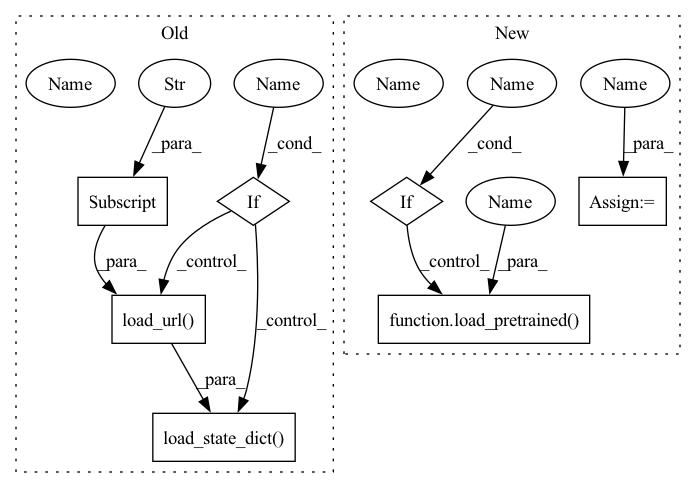 Old
New
Name
Str
Name
Name
Name
Name
_para_
_cond_
_cond_
_para_
Subscript
If
If
Name
Assign:=
_para_
_control_
_control_
_control_
_para_
load_url()
function.load_pretrained()
_para_
load_state_dict()